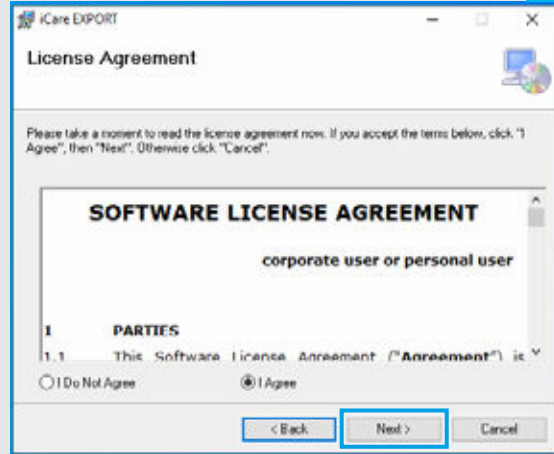 iCare EXPORT
License Agreement
Please take a moment to read the license agreement now. If you accept the terms below, click "I
Agree", then "Next". Otherwise click "Cancel".
SOFTWARE LICENSE AGREEMENT
corporate user or personal user
1 PARTIES
1.1 This Software License Agreement ("Agreement") is
I Do Not Agree I Agree
< Back Next > Cancel